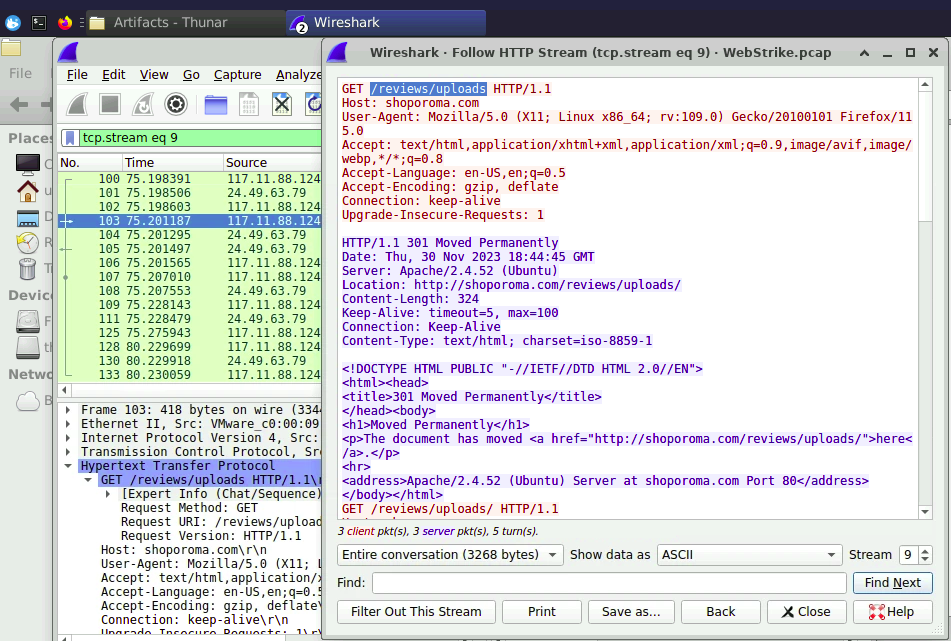 Artifacts - Thunar
2
Wireshark
File
Places
Devic
Netwo
File Edit View Go Capture Analyze
tcp.stream eq 9
No. Time Source
100 75.198391 117.11.88.124
101 75.198506 24.49.63.79
102 75.198603 117.11.88.124
103 75.201187 117.11.88.124
104 75.201295 24.49.63.79
105 75.201497 24.49.63.79
106 75.201565 117.11.88.124
107 75.207010 117.11.88.124
108 75.207553 24.49.63.79
109 75.228143 117.11.88.124
111 75.228479 24.49.63.79
125 75.275943 117.11.88.124
128 80.229699 117.11.88.124
130 80.229918 24.49.63.79
133 80.230059 117.11.88.124
Frame 103: 418 bytes on wire (3344
Ethernet II, Src: VMware_c0:00:09
Internet Protocol Version 4, Src:
Transmission Control Protocol, Src
Hypertext Transfer Protocol
GET /reviews/uploads HTTP/1.1\r
[Expert Info (Chat/Sequence)
Request Method: GET
Request URI: /reviews/upload
Request Version: HTTP/1.1
Host: shoporoma.com\r\n
User-Agent: Mozilla/5.0 (X11; L
Accept: text/html,application/x
Accept-Language: en-US,en;q=0.5
Accept-Encoding: gzip, deflate\
Connection: keep-alive\r\n
Upgrade-Insecure-Requests: 1\r\
Wireshark · Follow HTTP Stream (tcp.stream eq 9) · WebStrike.pcap
GET /reviews/uploads HTTP/1.1
Host: shoporoma.com
User-Agent: Mozilla/5.0 (X11; Linux x86_64; rv:109.0) Gecko/20100101 Firefox/11
5.0
Accept: text/html,application/xhtml+xml,application/xml;q=0.9,image/avif,image/
webp,*/*;q=0.8
Accept-Language: en-US,en;q=0.5
Accept-Encoding: gzip, deflate
Connection: keep-alive
Upgrade-Insecure-Requests: 1
HTTP/1.1 301 Moved Permanently
Date: Thu, 30 Nov 2023 18:44:45 GMT
Server: Apache/2.4.52 (Ubuntu)
Location: http://shoporoma.com/reviews/uploads/
Content-Length: 324
Keep-Alive: timeout=5, max=100
Connection: Keep-Alive
Content-Type: text/html; charset=iso-8859-1
<!DOCTYPE HTML PUBLIC "-//IETF//DTD HTML 2.0//EN">
<html><head>
<title>301 Moved Permanently</title>
</head><body>
<h1>Moved Permanently</h1>
<p>The document has moved <a href="http://shoporoma.com/reviews/uploads/">here<
/a>.</p>
<hr>
<address>Apache/2.4.52 (Ubuntu) Server at shoporoma.com Port 80</address>
</body></html>
GET /reviews/uploads/ HTTP/1.1
3 client pkt(s), 3 server pkt(s), 5 turn(s).
Entire conversation (3268 bytes) Show data as ASCII Stream 9
Find: Find Next
Filter Out This Stream Print Save as... Back Close Help